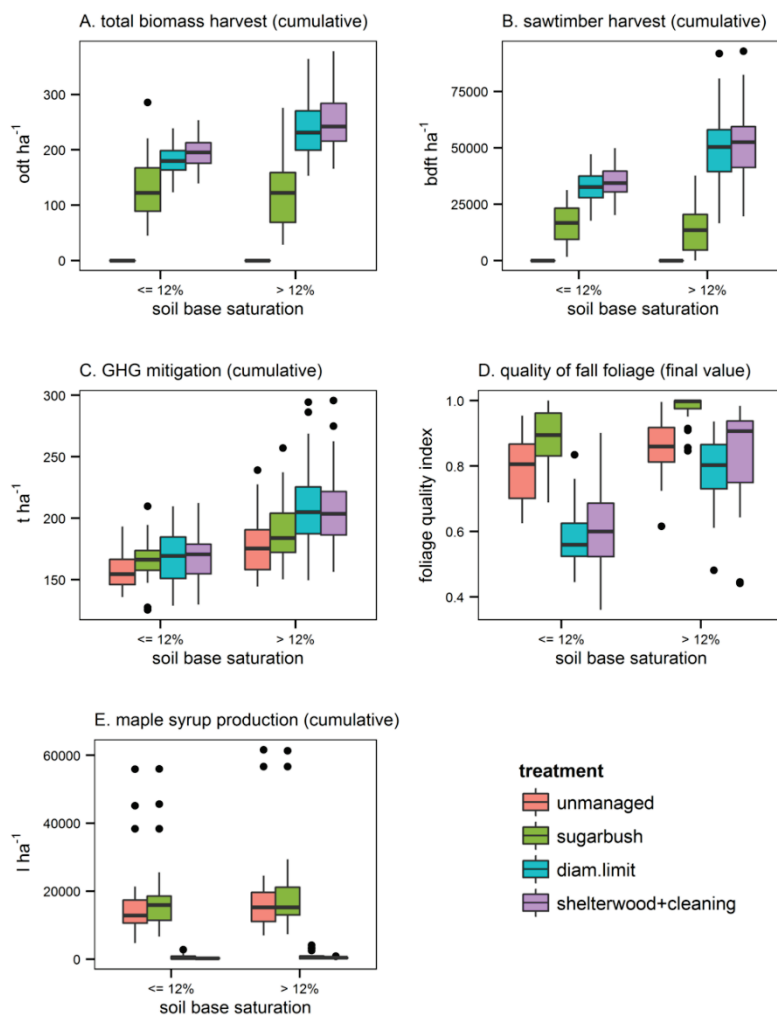 A. total biomass harvest (cumulative)
300
200
100
0
odt ha⁻¹
<= 12%
> 12%
soil base saturation
B. sawtimber harvest (cumulative)
75000
50000
25000
0
bdft ha⁻¹
<= 12%
> 12%
soil base saturation
C. GHG mitigation (cumulative)
300
250
200
150
t ha⁻¹
<= 12%
> 12%
soil base saturation
D. quality of fall foliage (final value)
1.0
0.8
0.6
0.4
foliage quality index
<= 12%
> 12%
soil base saturation
E. maple syrup production (cumulative)
60000
40000
20000
0
l ha⁻¹
<= 12%
> 12%
soil base saturation
treatment
unmanaged
sugarbush
diam.limit
shelterwood+cleaning